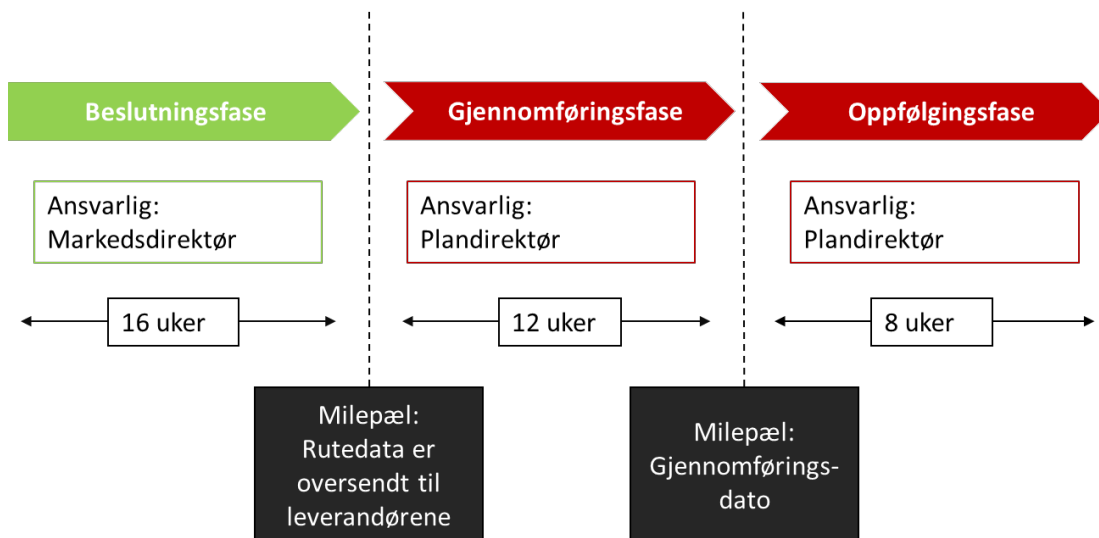 Beslutningsfase
Gjennomføringsfase
Oppfølgingsfase
Ansvarlig:
Markedsdirektør
Ansvarlig:
Plandirektør
Ansvarlig:
Plandirektør
16 uker
12 uker
8 uker
Milepæl:
Rutedata er
oversendt til
leverandørene
Milepæl:
Gjennomførings-
dato